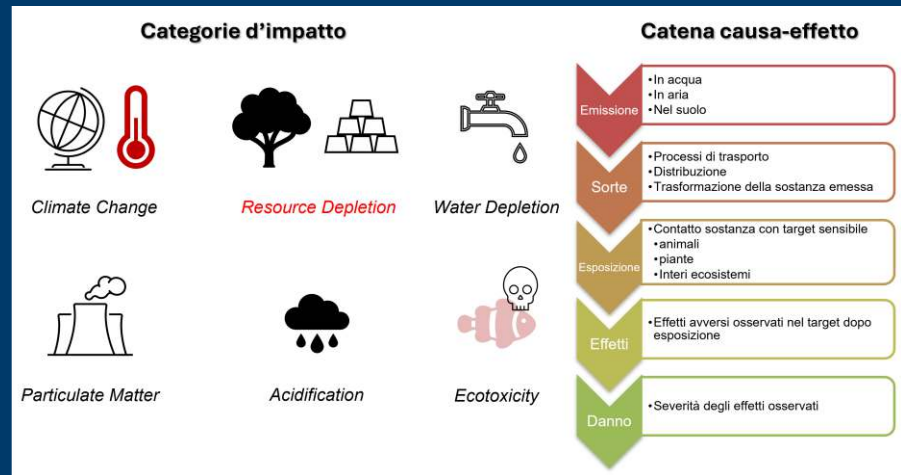 Categorie d'impatto
Climate Change
Resource Depletion
Water Depletion
Particulate Matter
Acidification
Ecotoxicity
Catena causa-effetto
Emissione
•In acqua
•In aria
•Nel suolo
Sorte
•Processi di trasporto
•Distribuzione
•Trasformazione della sostanza emessa
Esposizione
•Contatto sostanza con target sensibile
•animali
•piante
•Interi ecosistemi
Effetti
•Effetti avversi osservati nel target dopo
esposizione
Danno
•Severità degli effetti osservati